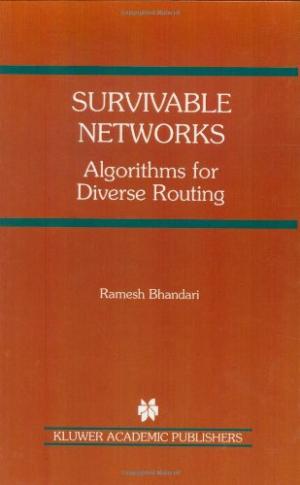 SURVIVABLE
NETWORKS
Algorithms for
Diverse Routing
Ramesh Bhandari
KLUWER ACADEMIC PUBLISHERS